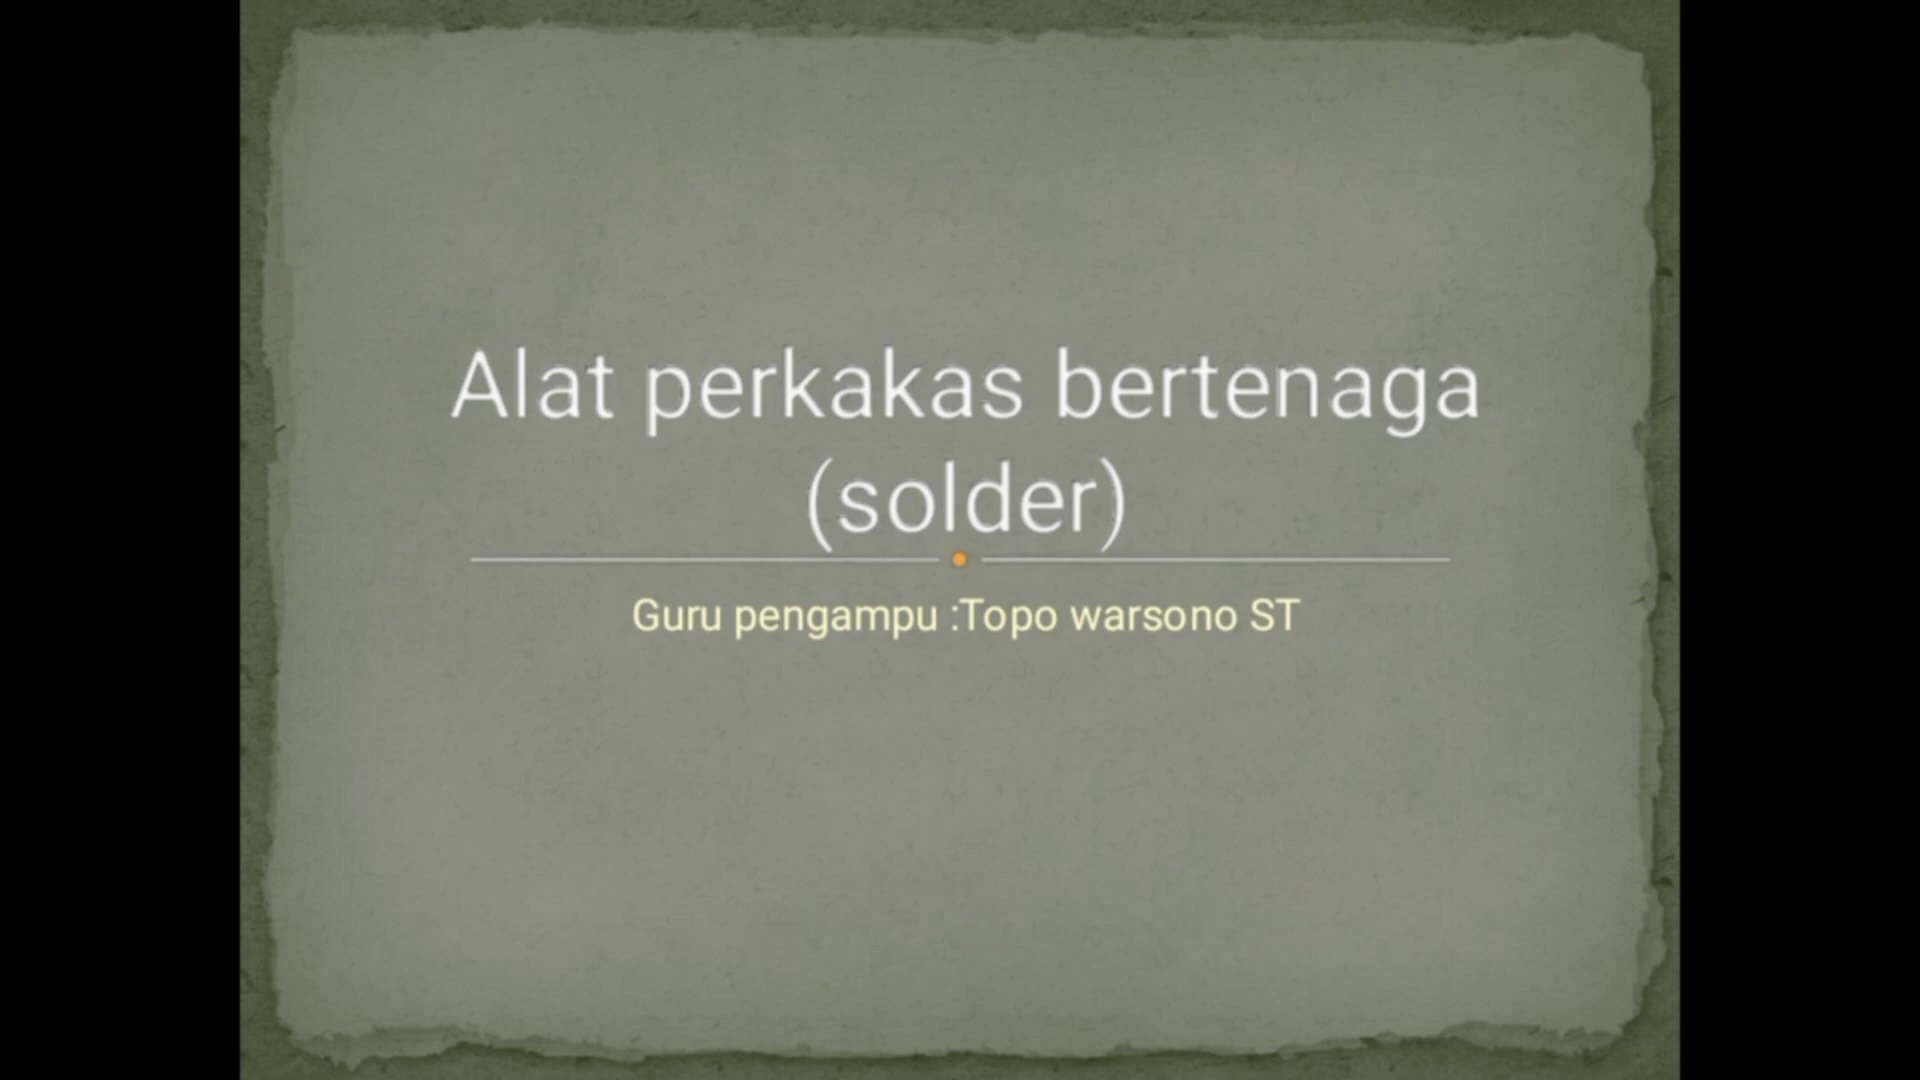 Alat perkakas bertenaga
(solder)
Guru pengampu :Topo warsono ST